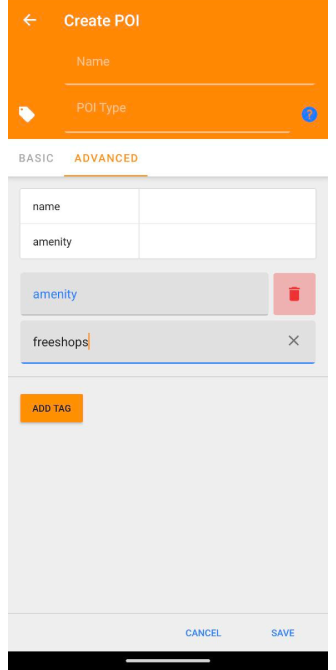 Create POI
Name
POI Type
?
BASIC ADVANCED
name
amenity
amenity
freeshops
ADD TAG
CANCEL SAVE